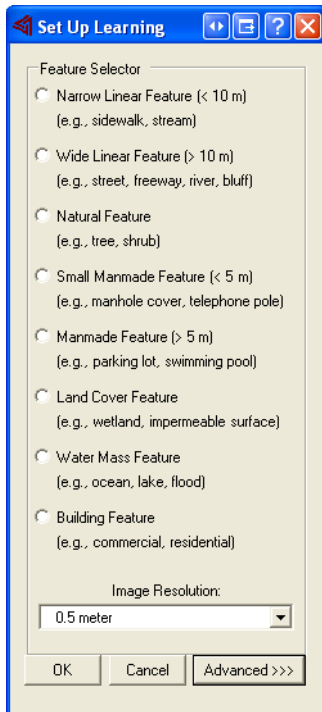 Set Up Learning
Feature Selector
Narrow Linear Feature (< 10 m)
(e.g., sidewalk, stream)
Wide Linear Feature (> 10 m)
(e.g., street, freeway, river, bluff)
Natural Feature
(e.g., tree, shrub)
Small Manmade Feature (< 5 m)
(e.g., manhole cover, telephone pole)
Manmade Feature (> 5 m)
(e.g., parking lot, swimming pool)
Land Cover Feature
(e.g., wetland, impermeable surface)
Water Mass Feature
(e.g., ocean, lake, flood)
Building Feature
(e.g., commercial, residential)
Image Resolution:
0.5 meter
OK Cancel Advanced >>>